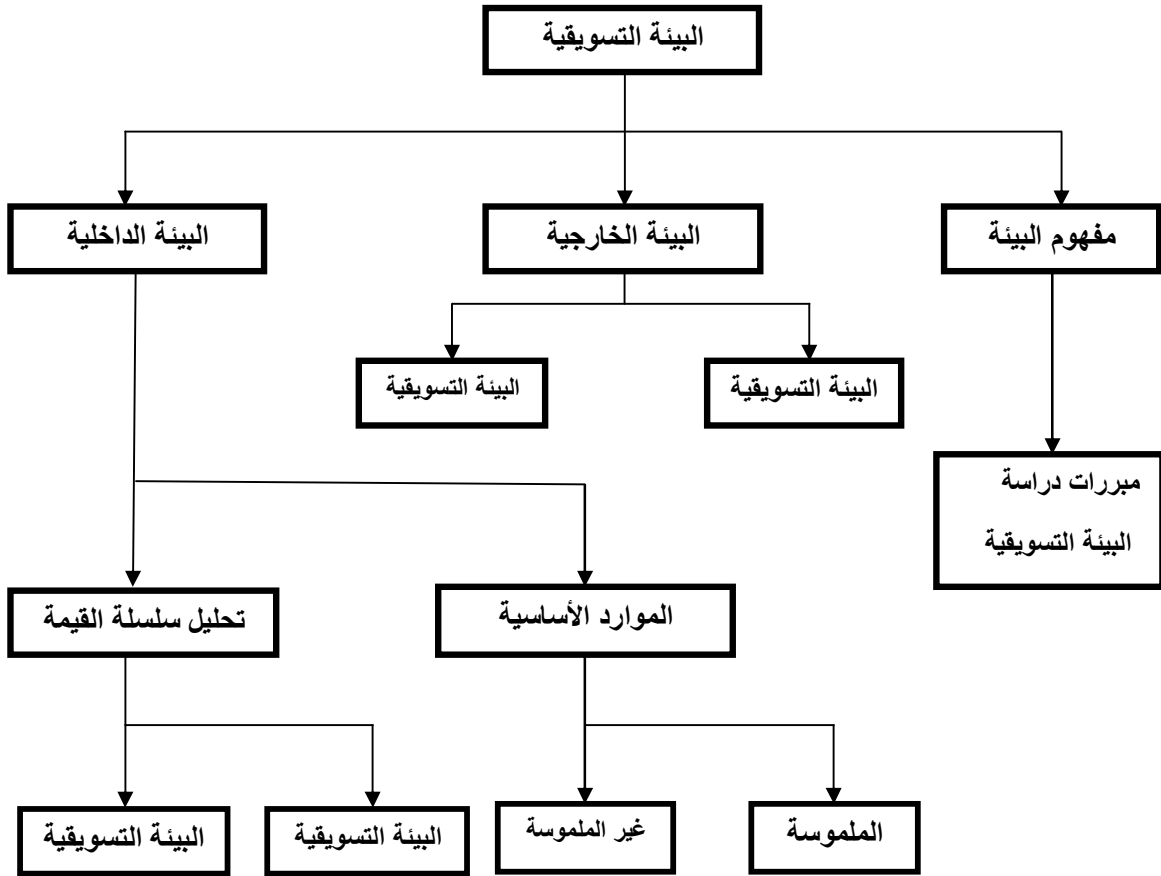 البيئة التسويقية
مفهوم البيئة
البيئة الخارجية
البيئة الداخلية
البيئة التسويقية
البيئة التسويقية
مبررات دراسة
البيئة التسويقية
الموارد الأساسية
تحليل سلسلة القيمة
الملموسة
غير الملموسة
البيئة التسويقية
البيئة التسويقية